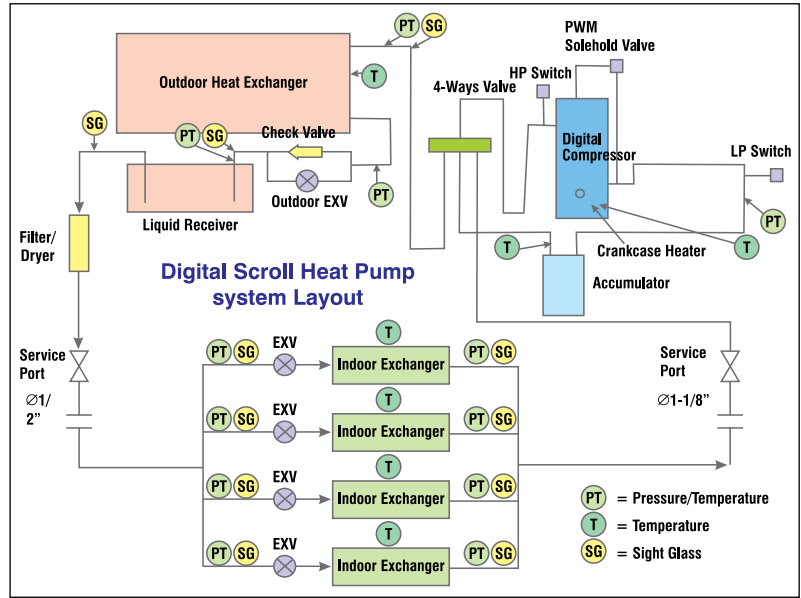 PT
SG
PWM
Solehold Valve
HP Switch
4-Ways Valve
Outdoor Heat Exchanger
T
SG
PT
SG
Check Valve
Digital
Compressor
LP Switch
Outdoor EXV
PT
Liquid Receiver
PT
Filter/
Dryer
T
Crankcase Heater
T
Accumulator
Digital Scroll Heat Pump
system Layout
Service
Port
∅1/
2”
T
PT
SG
EXV
Indoor Exchanger
PT
SG
T
PT
SG
EXV
Indoor Exchanger
PT
SG
T
PT
SG
EXV
Indoor Exchanger
PT
SG
T
PT
SG
EXV
Indoor Exchanger
PT
SG
Service
Port
∅1-1/8”
PT = Pressure/Temperature
T = Temperature
SG = Sight Glass